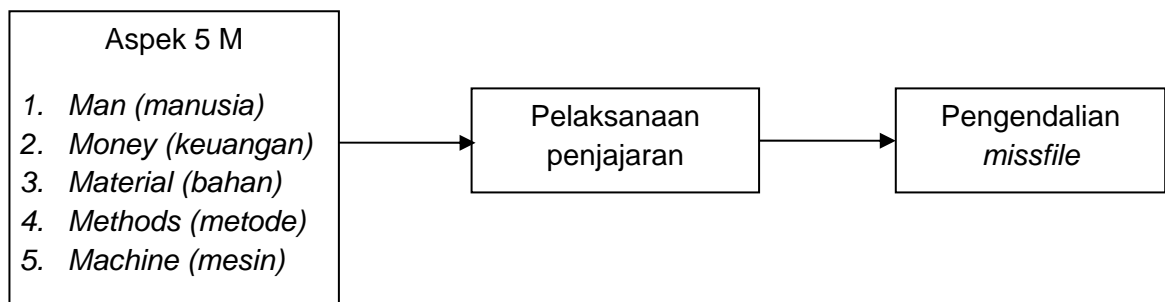 Aspek 5 M
1. Man (manusia)
2. Money (keuangan)
3. Material (bahan)
4. Methods (metode)
5. Machine (mesin)
Pelaksanaan
penjajaran
Pengendalian
missfile